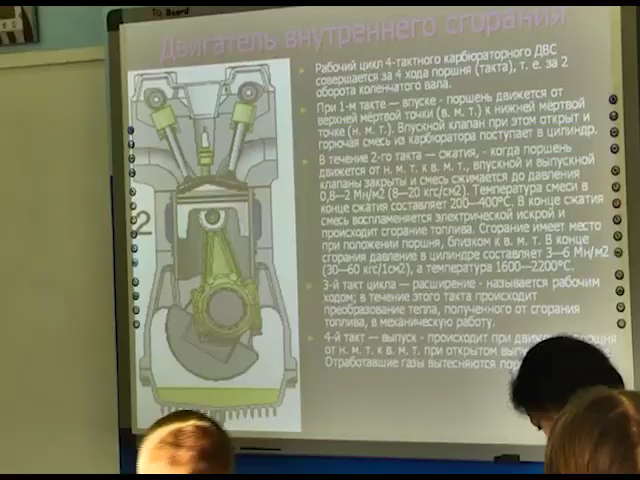 To Board
Двигатель внутреннего сгорания
Рабочий цикл 4-тактного карбюраторного ДВС
совершается за 4 хода поршня (такта), т. е. за 2
оборота коленчатого вала.
При 1-м такте — впуске - поршень движется от
верхней мёртвой точки (в. м. т.) к нижней мёртвой
точке (н. м. т.). Впускной клапан при этом открыт и
горючая смесь из карбюратора поступает в цилиндр.
В течение 2-го такта — сжатия, - когда поршень
движется от н. м. т. к в. м. т., впускной и выпускной
клапаны закрыты и смесь сжимается до давления
0,8—2 Мн/м2 (8—20 кгс/см2). Температура смеси в
конце сжатия составляет 200—400°С. В конце сжатия
смесь воспламеняется электрической искрой и
происходит сгорание топлива. Сгорание имеет место
при положении поршня, близком к в. м. т. В конце
сгорания давление в цилиндре составляет 3—6 Мн/м2
(30—60 кгс/1см2), а температура 1600—2200°С.
3-й такт цикла — расширение - называется рабочим
ходом; в течение этого такта происходит
преобразование тепла, полученного от сгорания
топлива, в механическую работу.
4-й такт — выпуск - происходит при
от н. м. т. к в. м. т. при открытом
Отработавшие газы вытесняются
2